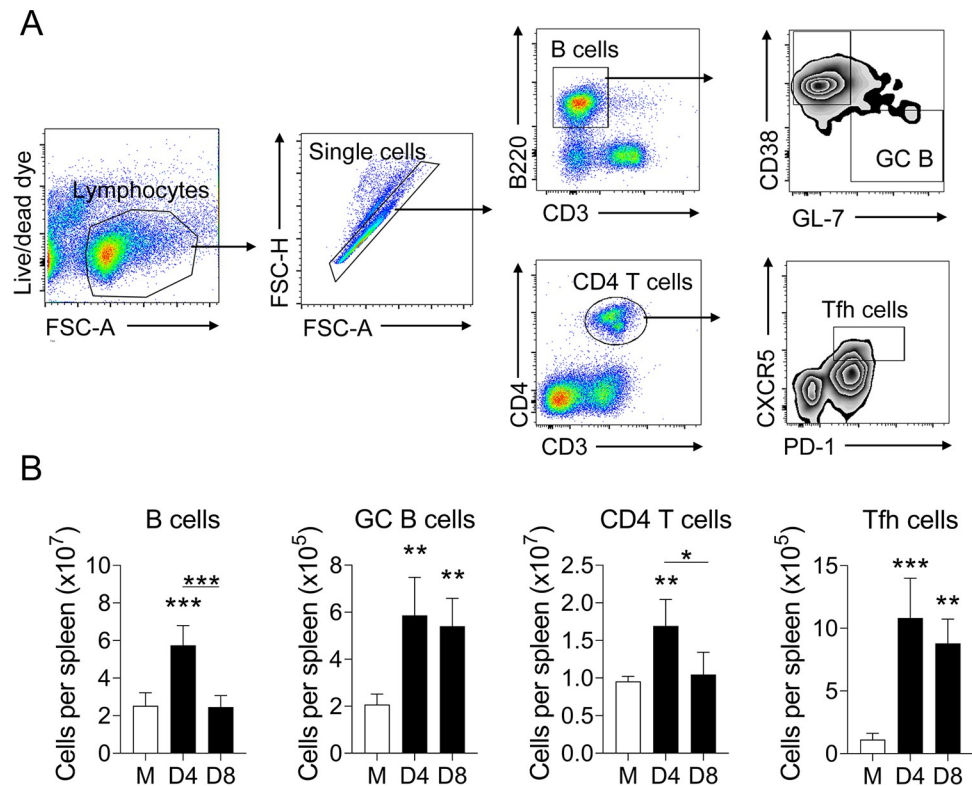 A
Live/dead dye
Lymphocytes
FSC-A
FSC-H
Single cells
FSC-A
B220
B cells
CD3
CD38
GC B
GL-7
CD4
CD4 T cells
CD3
CXCR5
Tfh cells
PD-1
B
B cells
Cells per spleen (x10⁷)
10
8
6
4
2
0
***
***
M D4 D8
GC B cells
Cells per spleen (x10⁵)
8
6
4
2
0
**
**
M D4 D8
CD4 T cells
Cells per spleen (x10⁷)
2.5
2.0
1.5
1.0
0.5
0.0
*
**
M D4 D8
Tfh cells
Cells per spleen (x10⁵)
15
10
5
0
***
**
M D4 D8